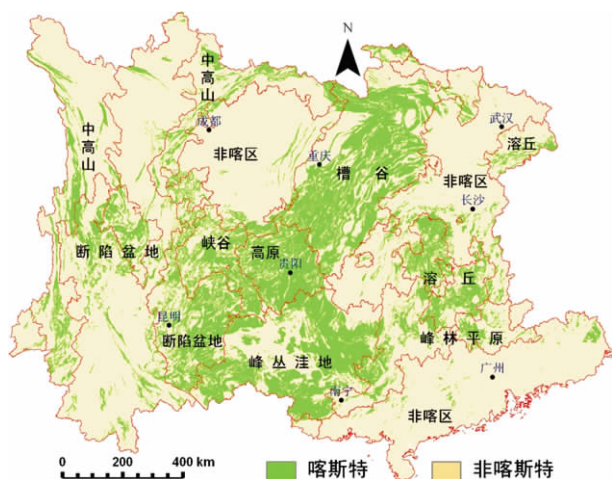 N
中高山
中高山
成都
武汉
溶丘
非喀区
重庆
槽谷
非喀区
长沙
断陷盆地
峡谷
高原
贵阳
溶丘
昆明
断陷盆地
峰丛洼地
峰林平原
广州
南宁
非喀区
0 200 400 km
喀斯特
非喀斯特